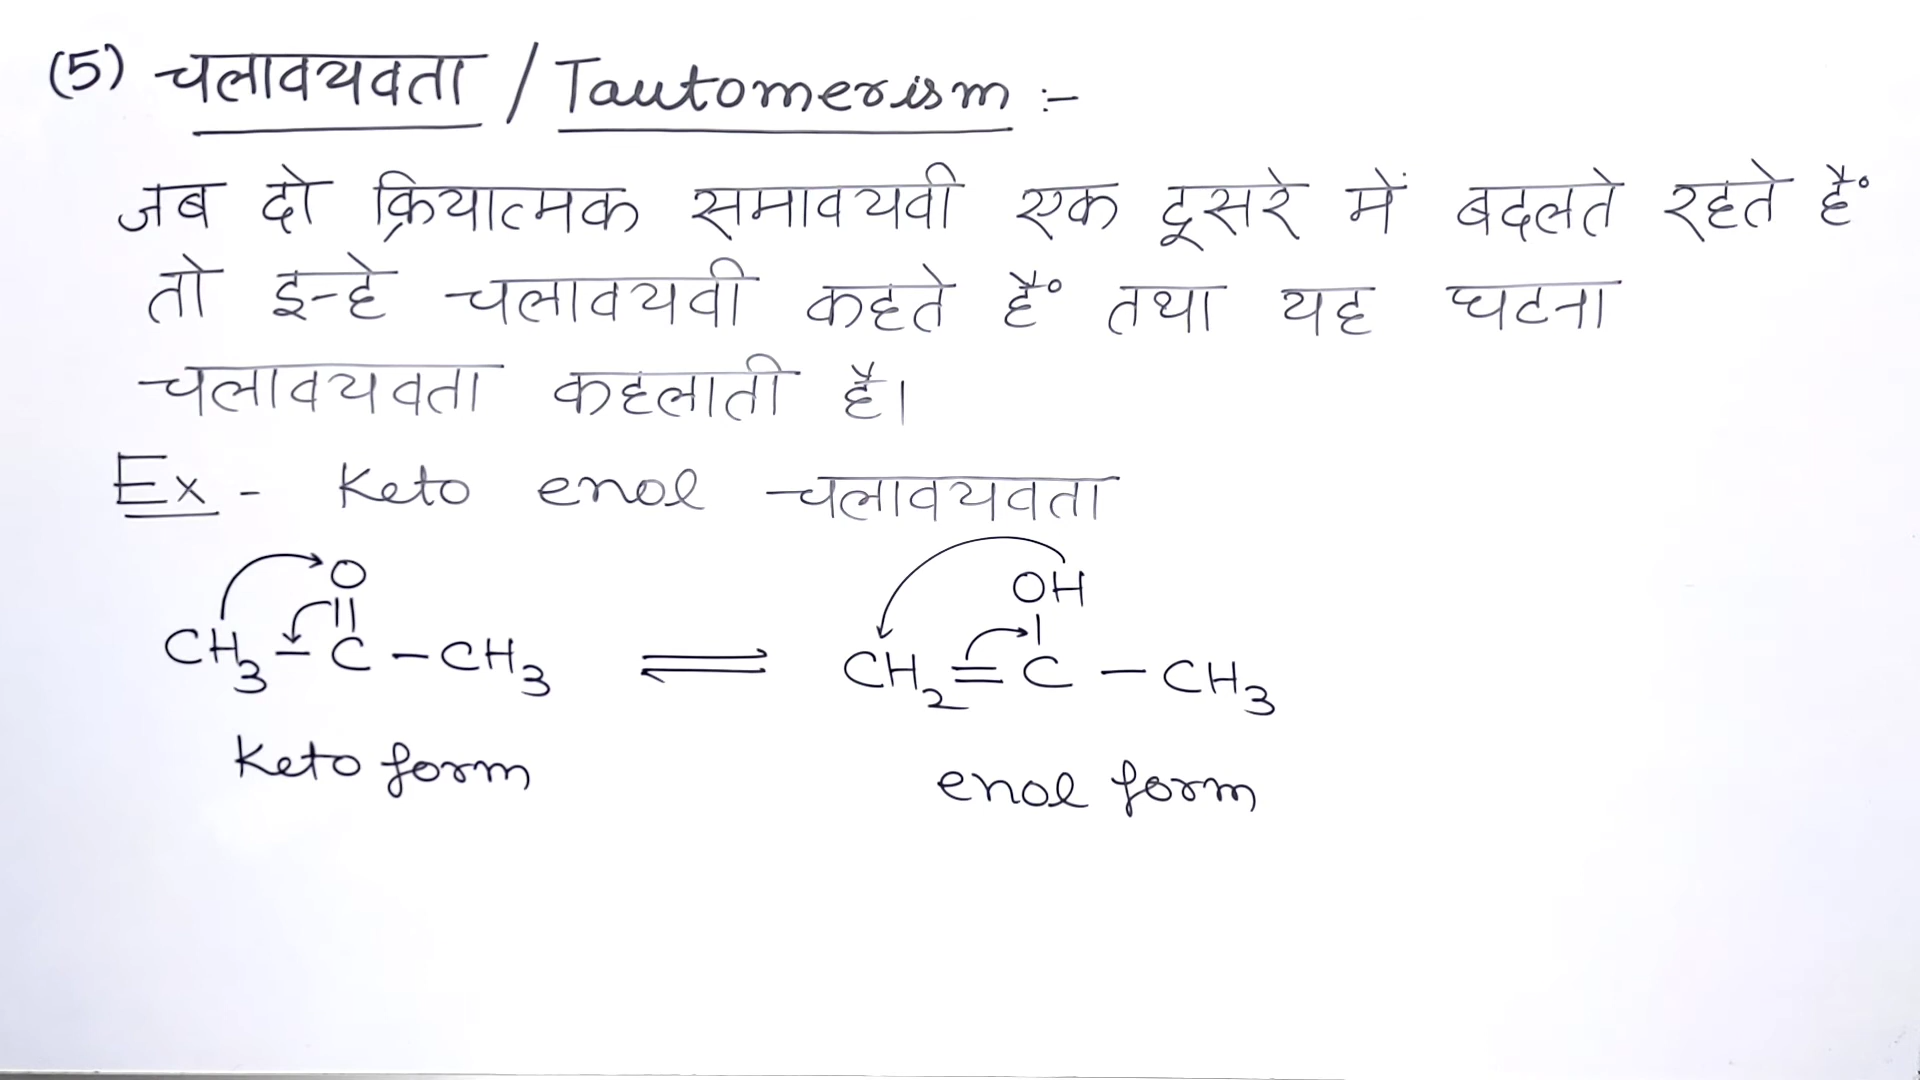 (5) चलावयवता / Tautomerism :-
जब दो क्रियात्मक समावयवी एक दूसरे में बदलते रहते हैं
तो इन्हे चलावयवी कहते हैं तथा यह घटना
चलावयवता कहलाती है।
Ex - Keto enol चलावयवता
O OH
|| |
CH₃ – C – CH₃ ⇌ CH₂ = C – CH₃
Keto form enol form